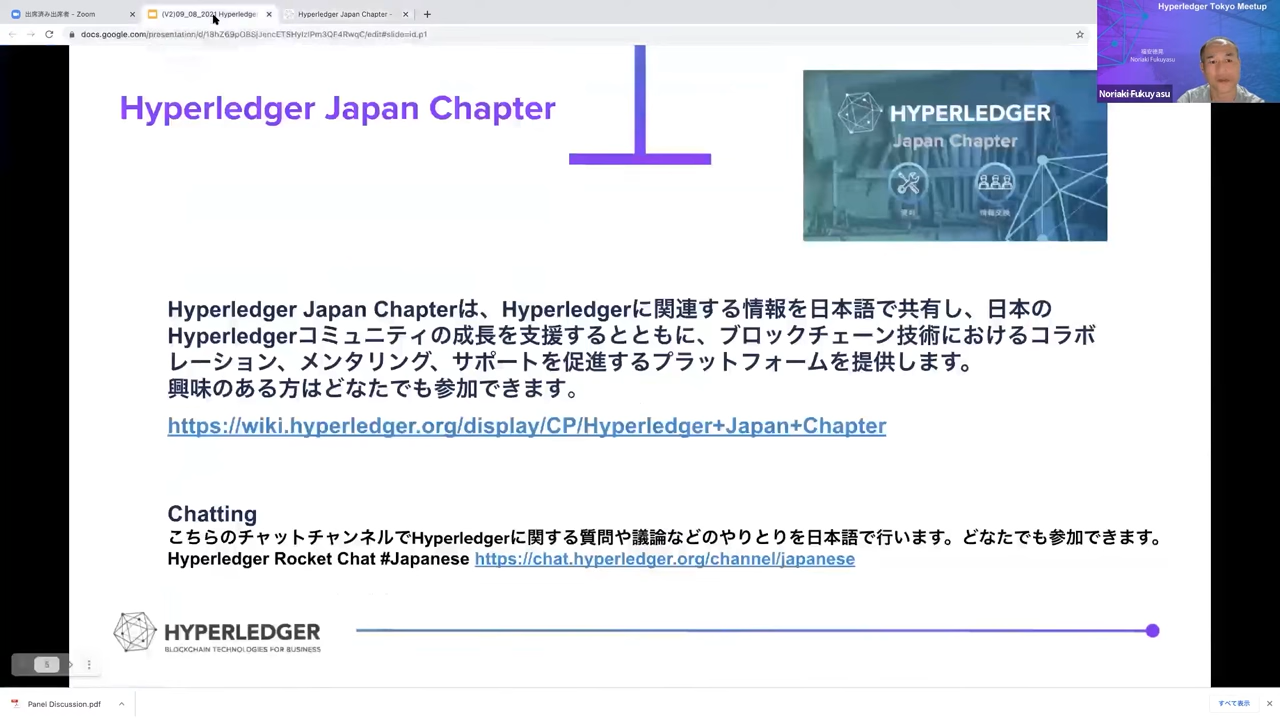 出席済み出席者 - Zoom
(V2)09_08_2021 Hyperledger
Hyperledger Japan Chapter -
Hyperledger Tokyo Meetup
福安徳晃
Noriaki Fukuyasu
Noriaki Fukuyasu
Hyperledger Japan Chapter
HYPERLEDGER
Japan Chapter
情報交換
Hyperledger Japan Chapterは、Hyperledgerに関連する情報を日本語で共有し、日本の
Hyperledgerコミュニティの成長を支援するとともに、ブロックチェーン技術におけるコラボ
レーション、メンタリング、サポートを促進するプラットフォームを提供します。
興味のある方はどなたでも参加できます。
https://wiki.hyperledger.org/display/CP/Hyperledger+Japan+Chapter
Chatting
こちらのチャットチャンネルでHyperledgerに関する質問や議論などのやりとりを日本語で行います。どなたでも参加できます。
Hyperledger Rocket Chat #Japanese https://chat.hyperledger.org/channel/japanese
HYPERLEDGER
BLOCKCHAIN TECHNOLOGIES FOR BUSINESS
5
Panel Discussion.pdf
すべて表示